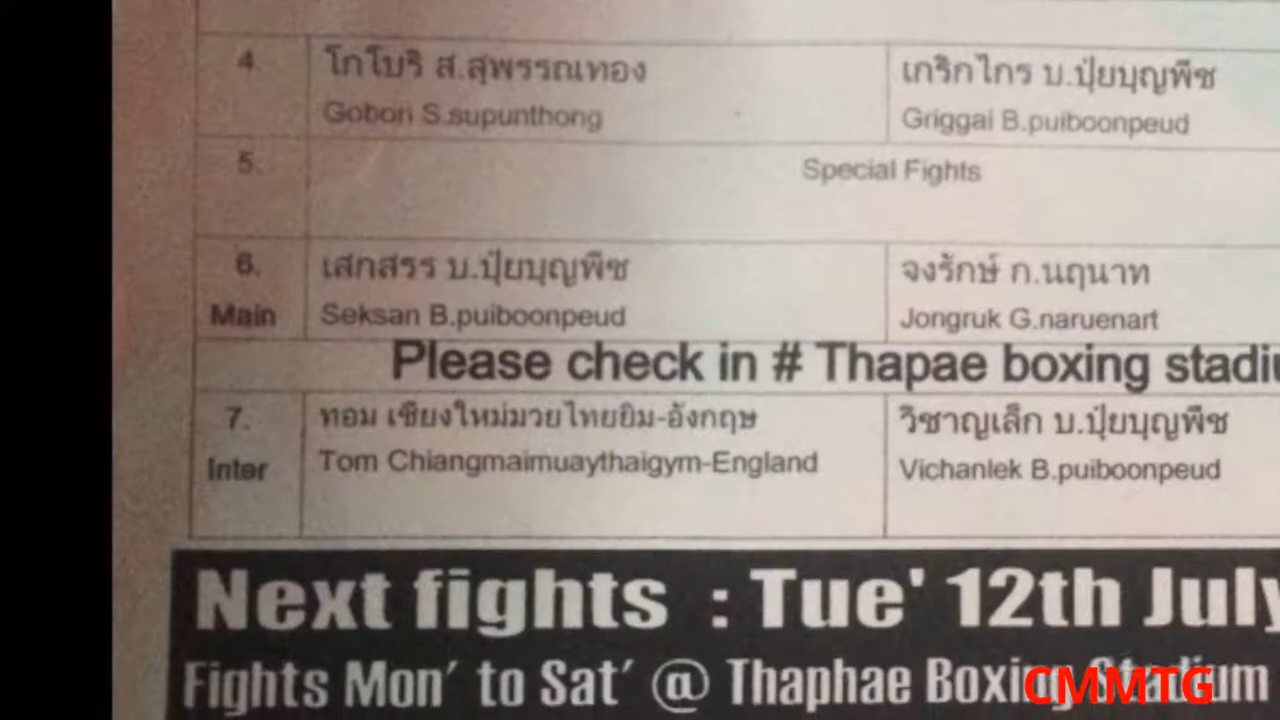 4.
โกโบริ ส.สุพรรณทอง
เกริกไกร บ.ปุ๋ยบุญพืช
Gobori S.supunthong
Griggai B.puiboonpeud
5.
Special Fights
6.
เสกสรร บ.ปุ๋ยบุญพืช
จงรักษ์ ก.นฤนาท
Main
Seksan B.puiboonpeud
Jongruk G.naruenart
Please check in # Thapae boxing stadiu
7.
ทอม เชียงใหม่มวยไทยยิม-อังกฤษ
วิชาญเล็ก บ.ปุ๋ยบุญพืช
Inter
Tom Chiangmaimuaythaigym-England
Vichanlek B.puiboonpeud
Next fights : Tue' 12th July
Fights Mon' to Sat' @ Thaphae Boxing Stadium
CMMTG